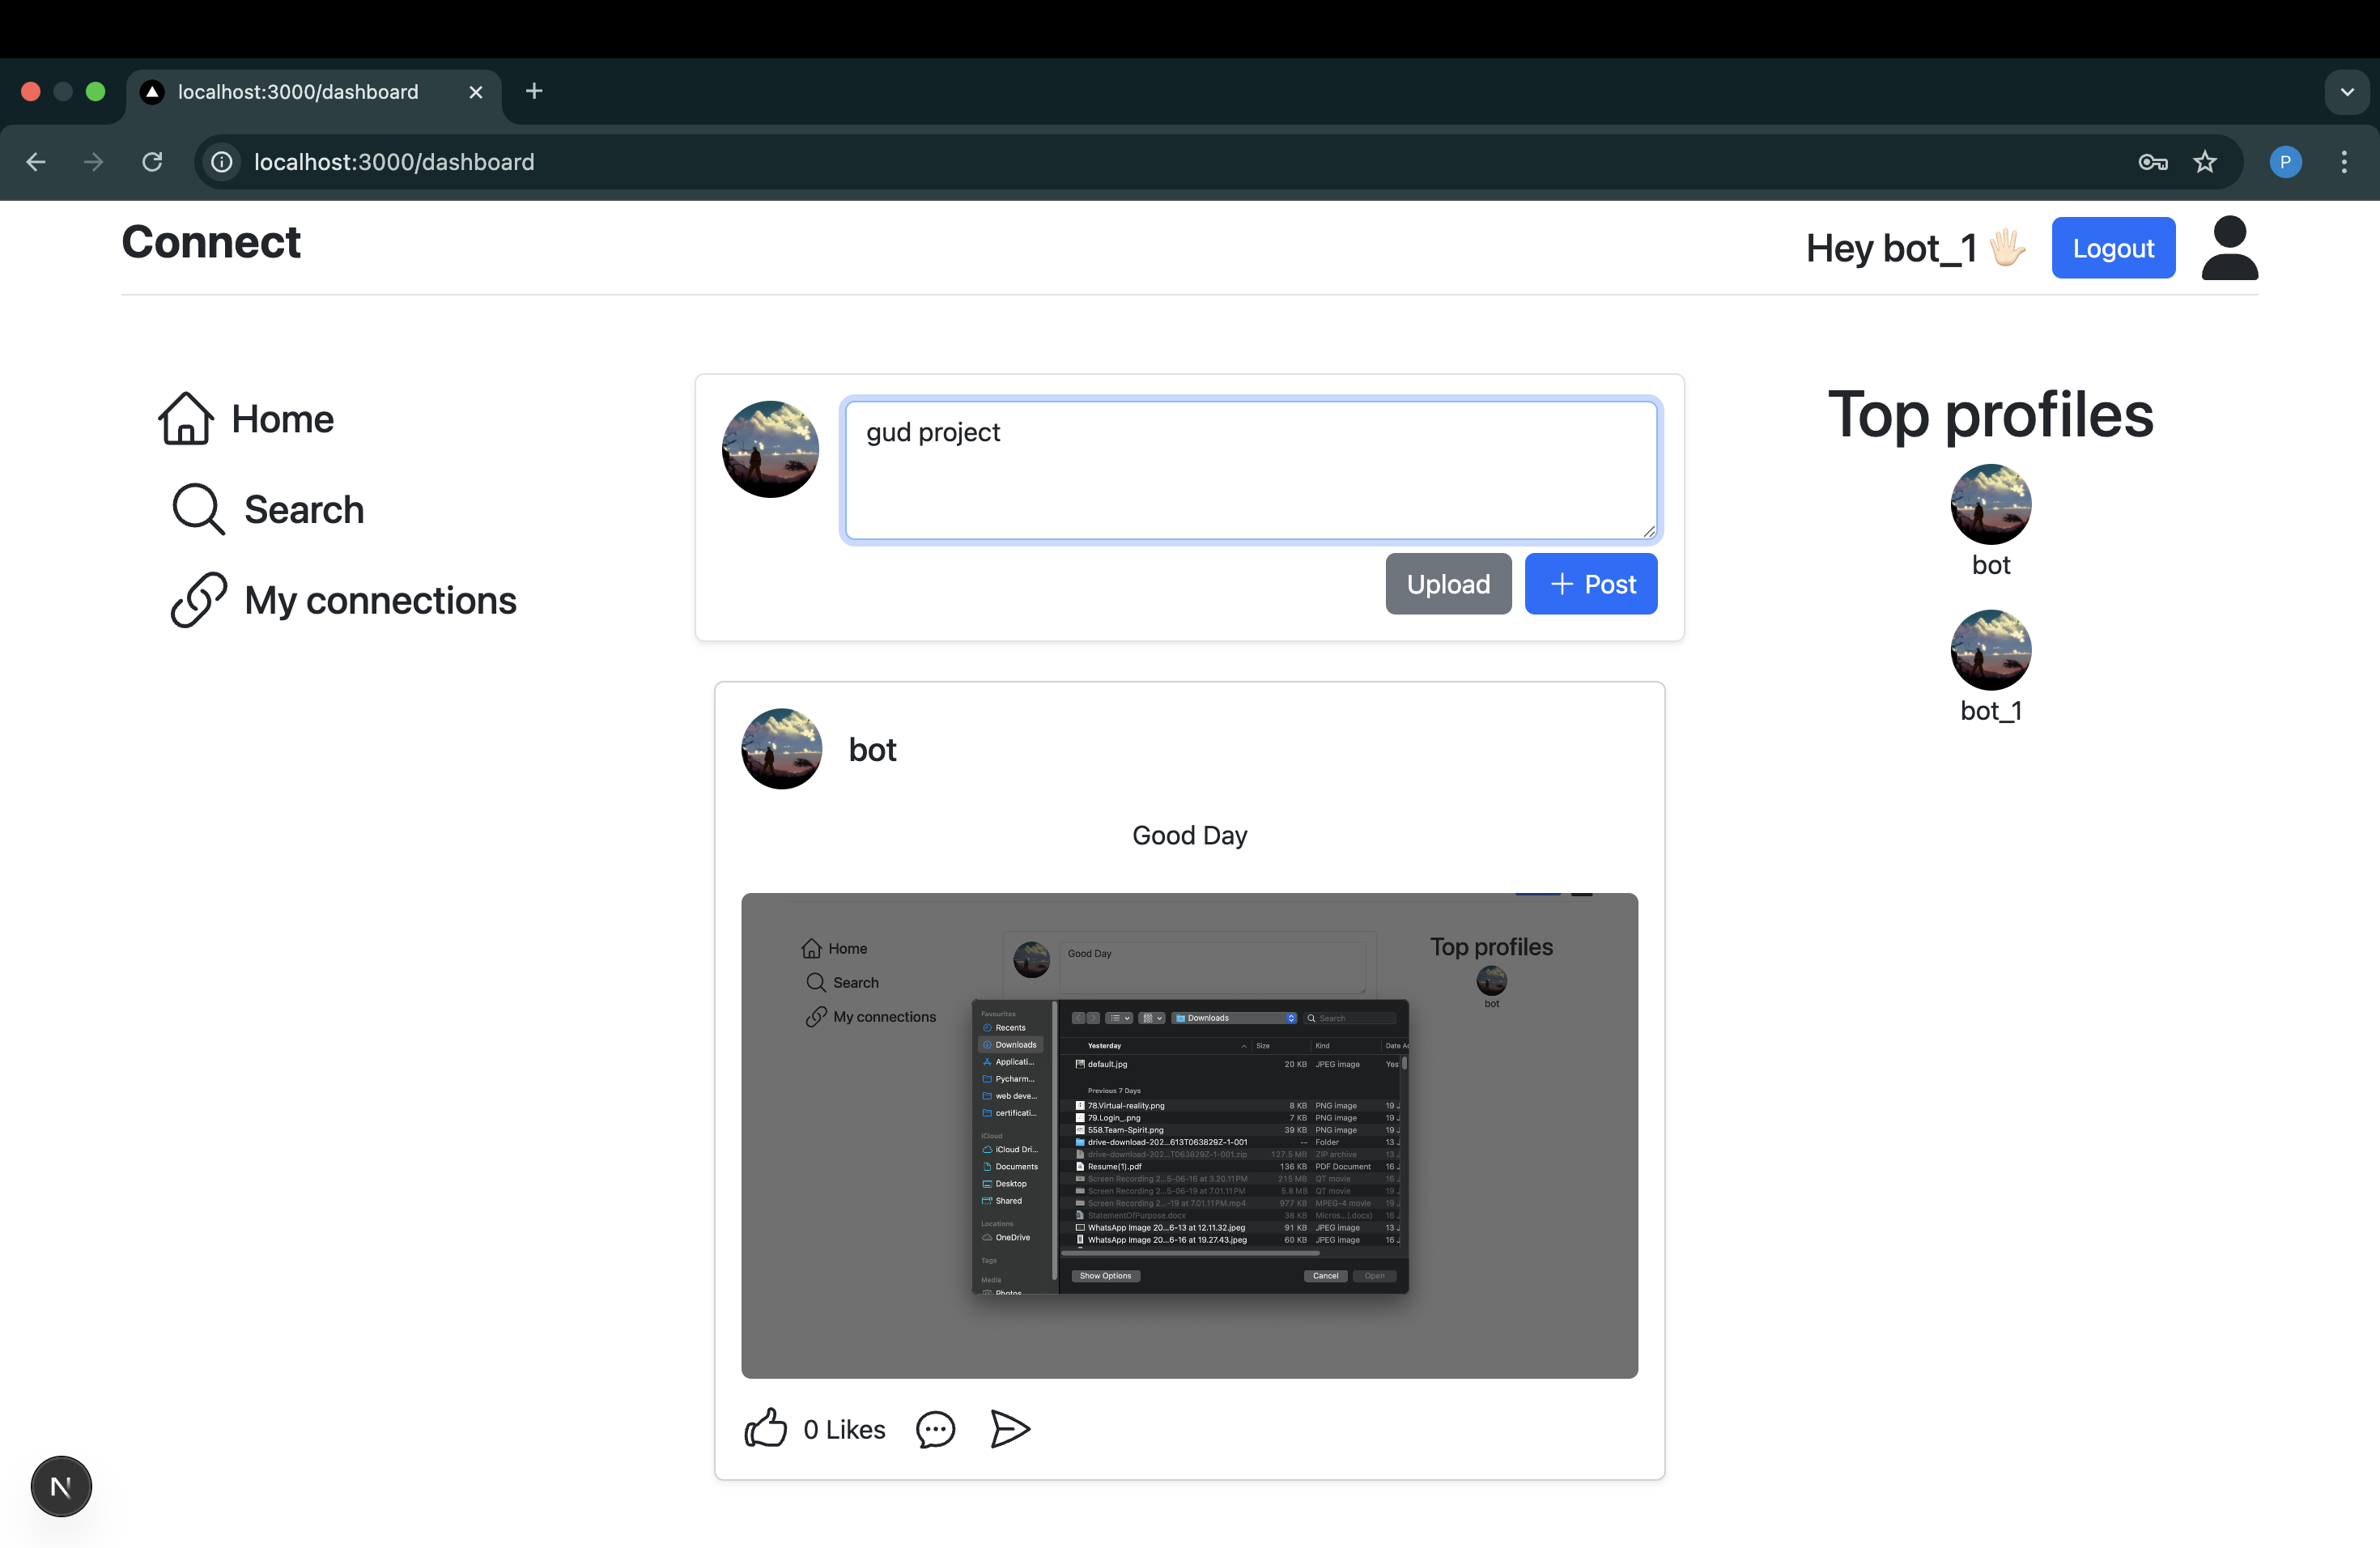 localhost:3000/dashboard
localhost:3000/dashboard
P
Connect
Hey bot_1
Logout
Home
Search
My connections
gud project
Upload
Post
Top profiles
bot
bot_1
bot
Good Day
Home
Search
My connections
Good Day
Top profiles
bot
Favourites
Recents
Downloads
Applicati...
Pycharm...
web deve...
certificati...
iCloud
iCloud Dri...
Documents
Desktop
Shared
Locations
OneDrive
Tags
Media
Photos
Downloads
Search
Yesterday Size Kind
default.jpg 20 KB JPEG image Yes
Previous 7 Days
78.Virtual-reality.png 8 KB PNG image 19
79.Login_.png 7 KB PNG image 19
558.Team-Spirit.png 39 KB PNG image 19
drive-download-202...613T063829Z-1-001 -- Folder 13
drive-download-202...T063829Z-1-001.zip 127.5 MB ZIP archive 13
Resume(1).pdf 136 KB PDF Document 16
Screen Recording 2...5-06-16 at 3.20.11 PM 215 MB QT movie 16
Screen Recording 2...5-06-19 at 7.01.11 PM 5.8 MB QT movie 19
Screen Recording 2...-19 at 7.01.11 PM.mp4 977 KB MPEG-4 movie 19
StatementOfPurpose.docx 38 KB Micros...(.docx) 16
WhatsApp Image 20...6-13 at 12.11.32.jpeg 91 KB JPEG image 13
WhatsApp Image 20...6-16 at 19.27.43.jpeg 60 KB JPEG image 16
Show Options
Cancel
Open
0 Likes
N